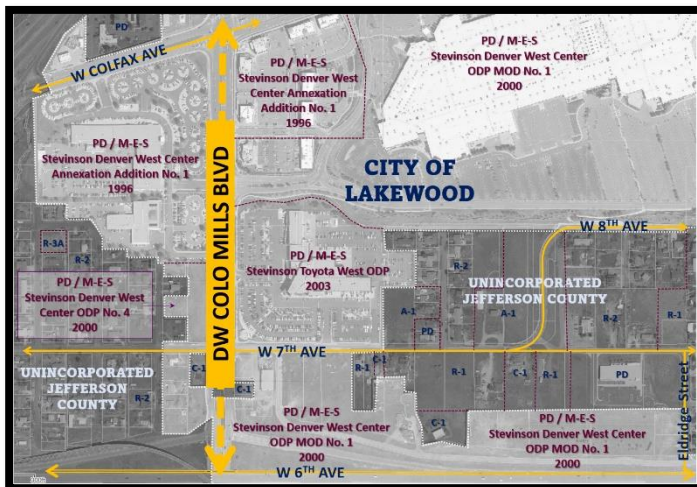 PD
W COLFAX AVE
PD / M-E-S
Stevinson Denver West
Center Annexation
Addition No. 1
1996
PD / M-E-S
Stevinson Denver West Center
ODP MOD No. 1
2000
PD / M-E-S
Stevinson Denver West Center
Annexation Addition No. 1
1996
DW COLO MILLS BLVD
CITY OF
LAKEWOOD
W 8TH AVE
R-3A
R-2
PD / M-E-S
Stevinson Denver West
Center ODP No. 4
2000
PD / M-E-S
Stevinson Toyota West ODP
2003
R-2
UNINCORPORATED
JEFFERSON COUNTY
A-1
PD
A-1
R-2
R-1
W 7TH AVE
UNINCORPORATED
JEFFERSON
COUNTY
R-2
C-1
C-1
C-1
R-1
R-1
C-1
R-1
PD
C-1
Eldridge Street
PD / M-E-S
Stevinson Denver West Center
ODP MOD No. 1
2000
PD / M-E-S
Stevinson Denver West Center
ODP MOD No. 1
2000
W 6TH AVE